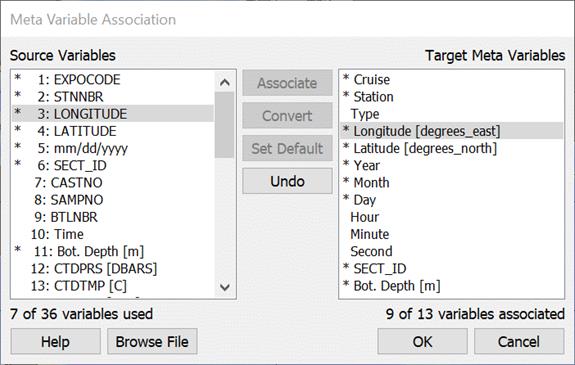 Meta Variable Association
Source Variables
* 1: EXPOCODE
* 2: STNNBR
* 3: LONGITUDE
* 4: LATITUDE
* 5: mm/dd/yyyy
* 6: SECT_ID
7: CASTNO
8: SAMPNO
9: BTLNBR
10: Time
* 11: Bot. Depth [m]
12: CTDPRS [DBARS]
13: CTDTMP [C]
7 of 36 variables used
Associate
Convert
Set Default
Undo
Target Meta Variables
* Cruise
* Station
Type
* Longitude [degrees_east]
* Latitude [degrees_north]
* Year
* Month
* Day
Hour
Minute
Second
* SECT_ID
* Bot. Depth [m]
9 of 13 variables associated
Help
Browse File
OK
Cancel